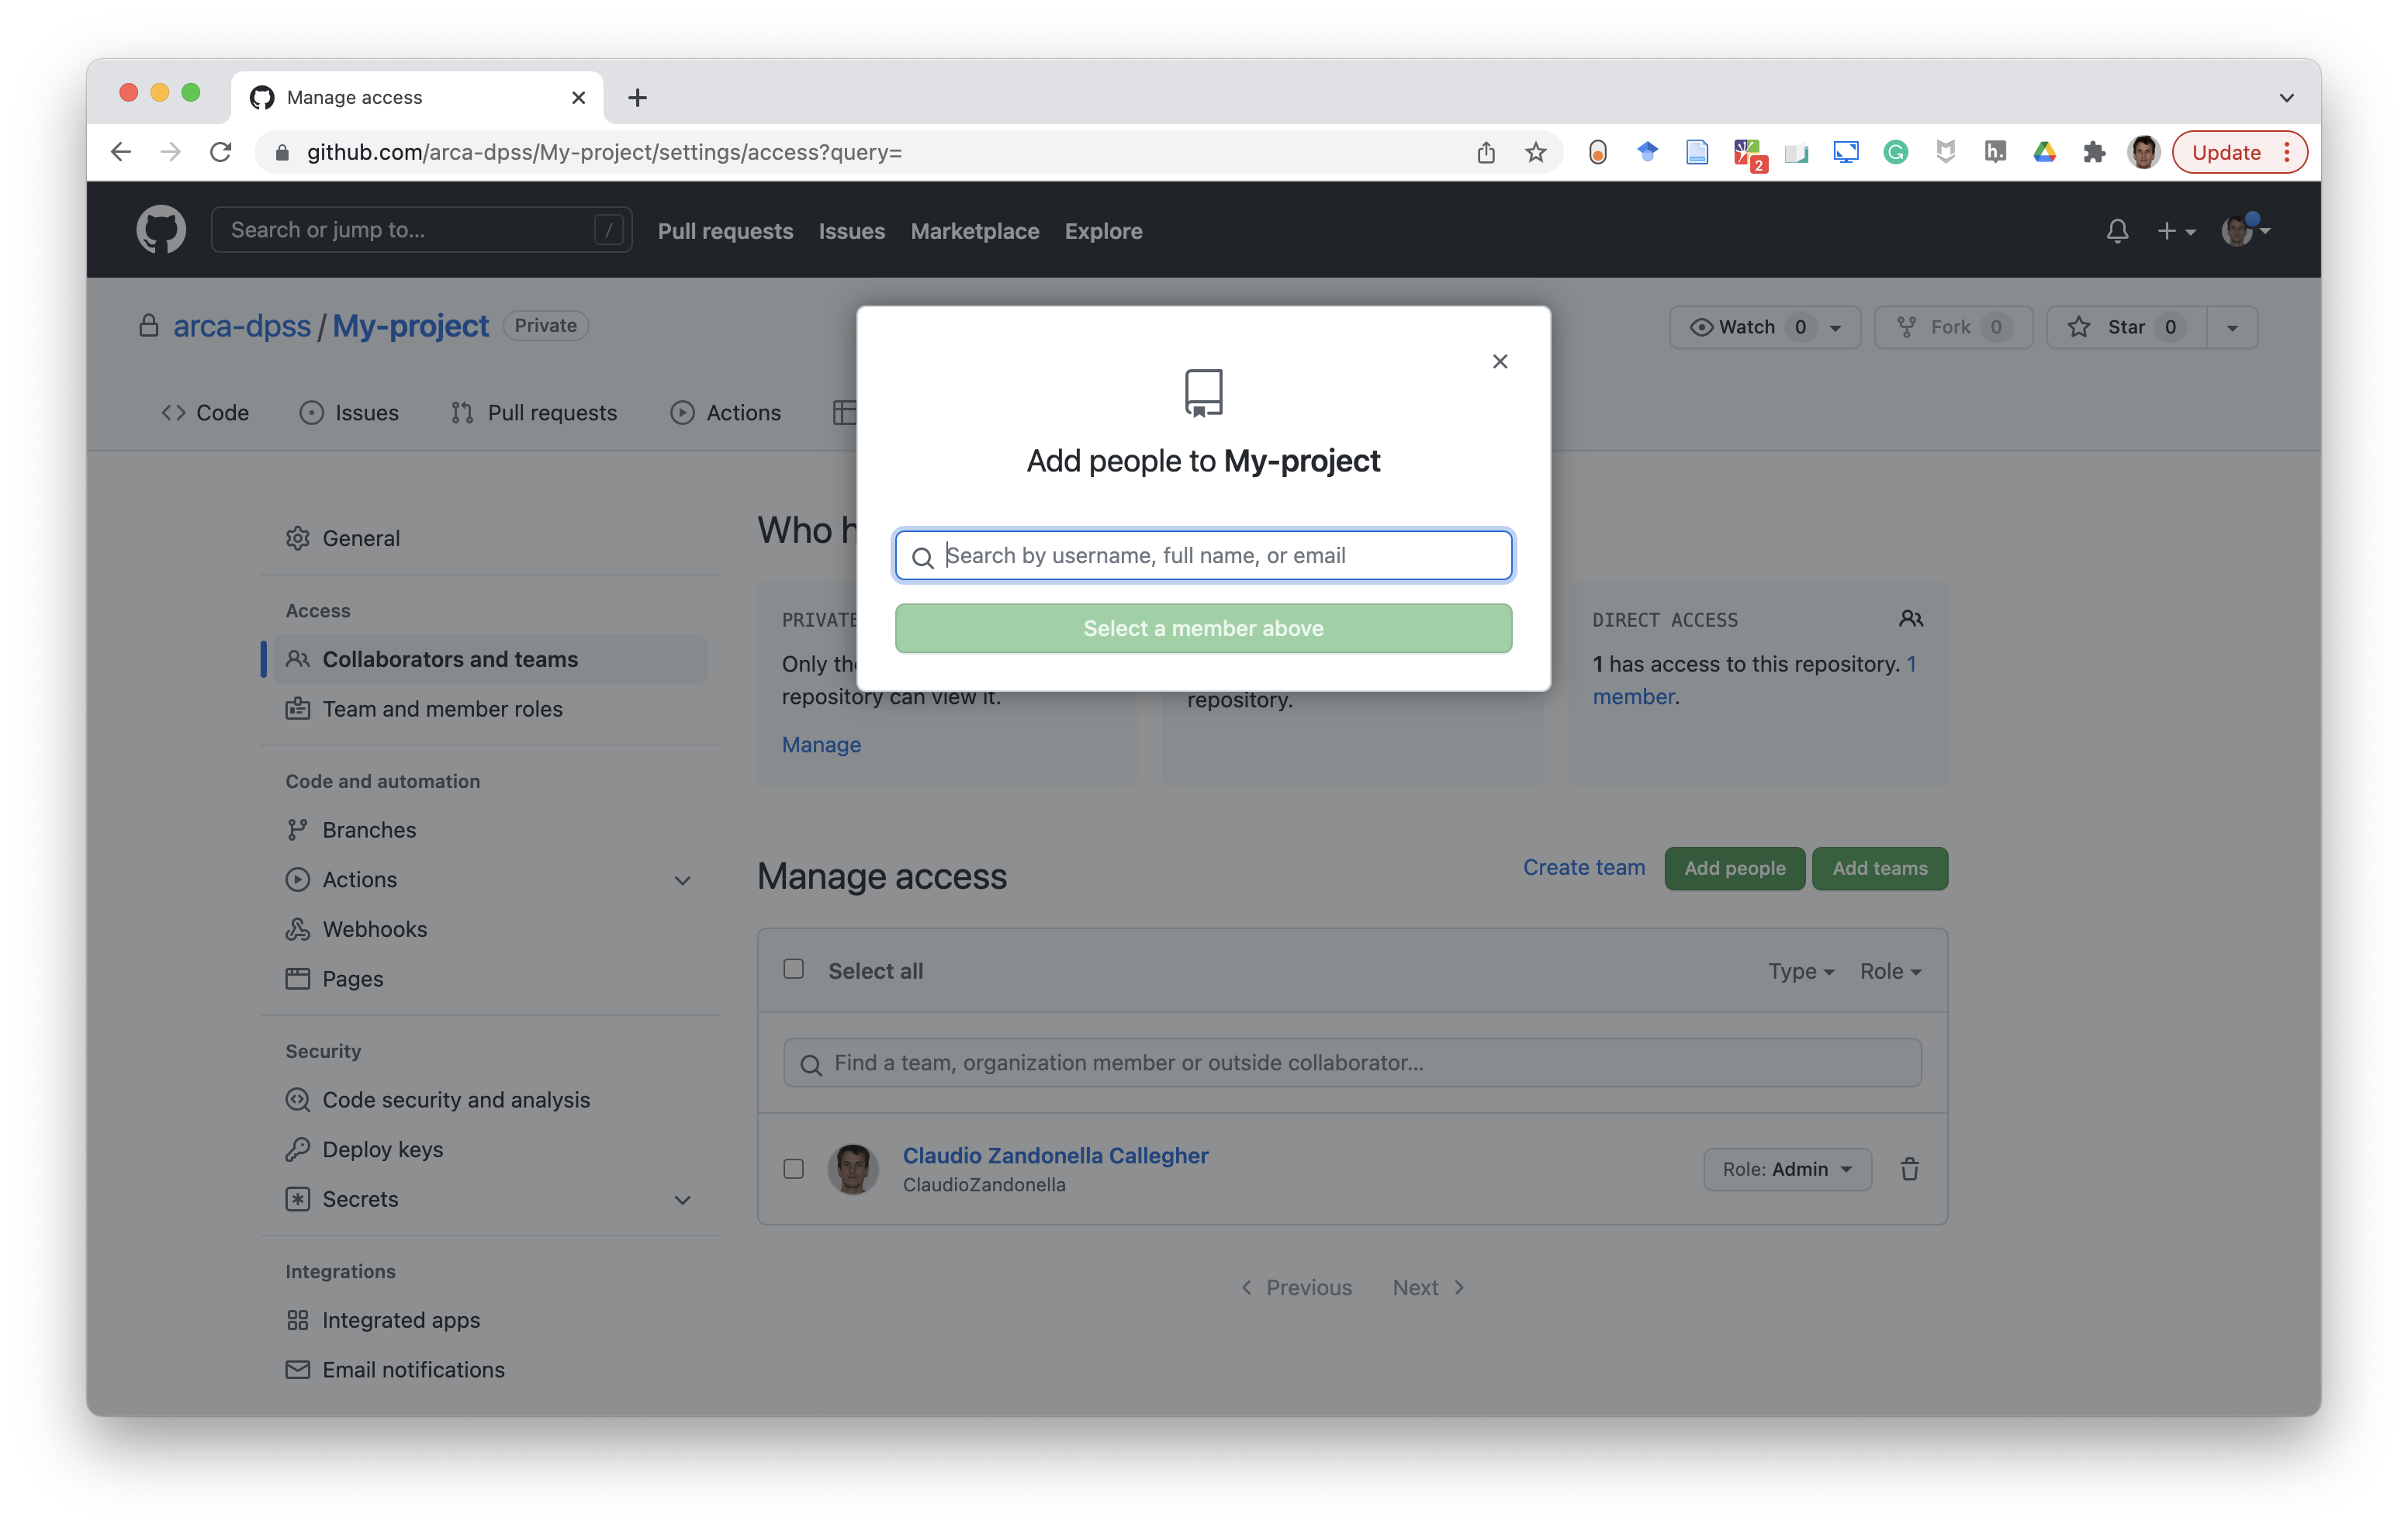 Manage access
github.com/arca-dpss/My-project/settings/access?query=
2
Update
Search or jump to...
/
Pull requests Issues Marketplace Explore
arca-dpss / My-project Private
Watch 0
Fork 0
Star 0
Code
Issues
Pull requests
Actions
Add people to My-project
Search by username, full name, or email
Select a member above
General
Access
Collaborators and teams
Team and member roles
Code and automation
Branches
Actions
Webhooks
Pages
Security
Code security and analysis
Deploy keys
Secrets
Integrations
Integrated apps
Email notifications
Who h
PRIVATE
Only th
repository can view it.
Manage
repository.
DIRECT ACCESS
1 has access to this repository. 1
member.
Manage access
Create team
Add people
Add teams
Select all
Type
Role
Find a team, organization member or outside collaborator...
Claudio Zandonella Callegher
ClaudioZandonella
Role: Admin
Previous
Next